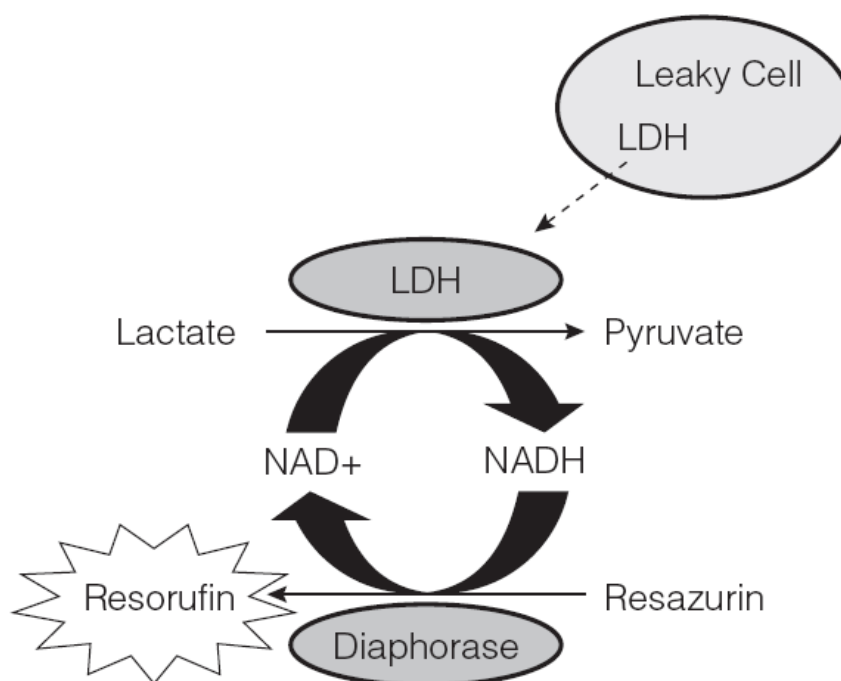 Leaky Cell
LDH
LDH
Lactate
Pyruvate
NAD+
NADH
Resorufin
Resazurin
Diaphorase